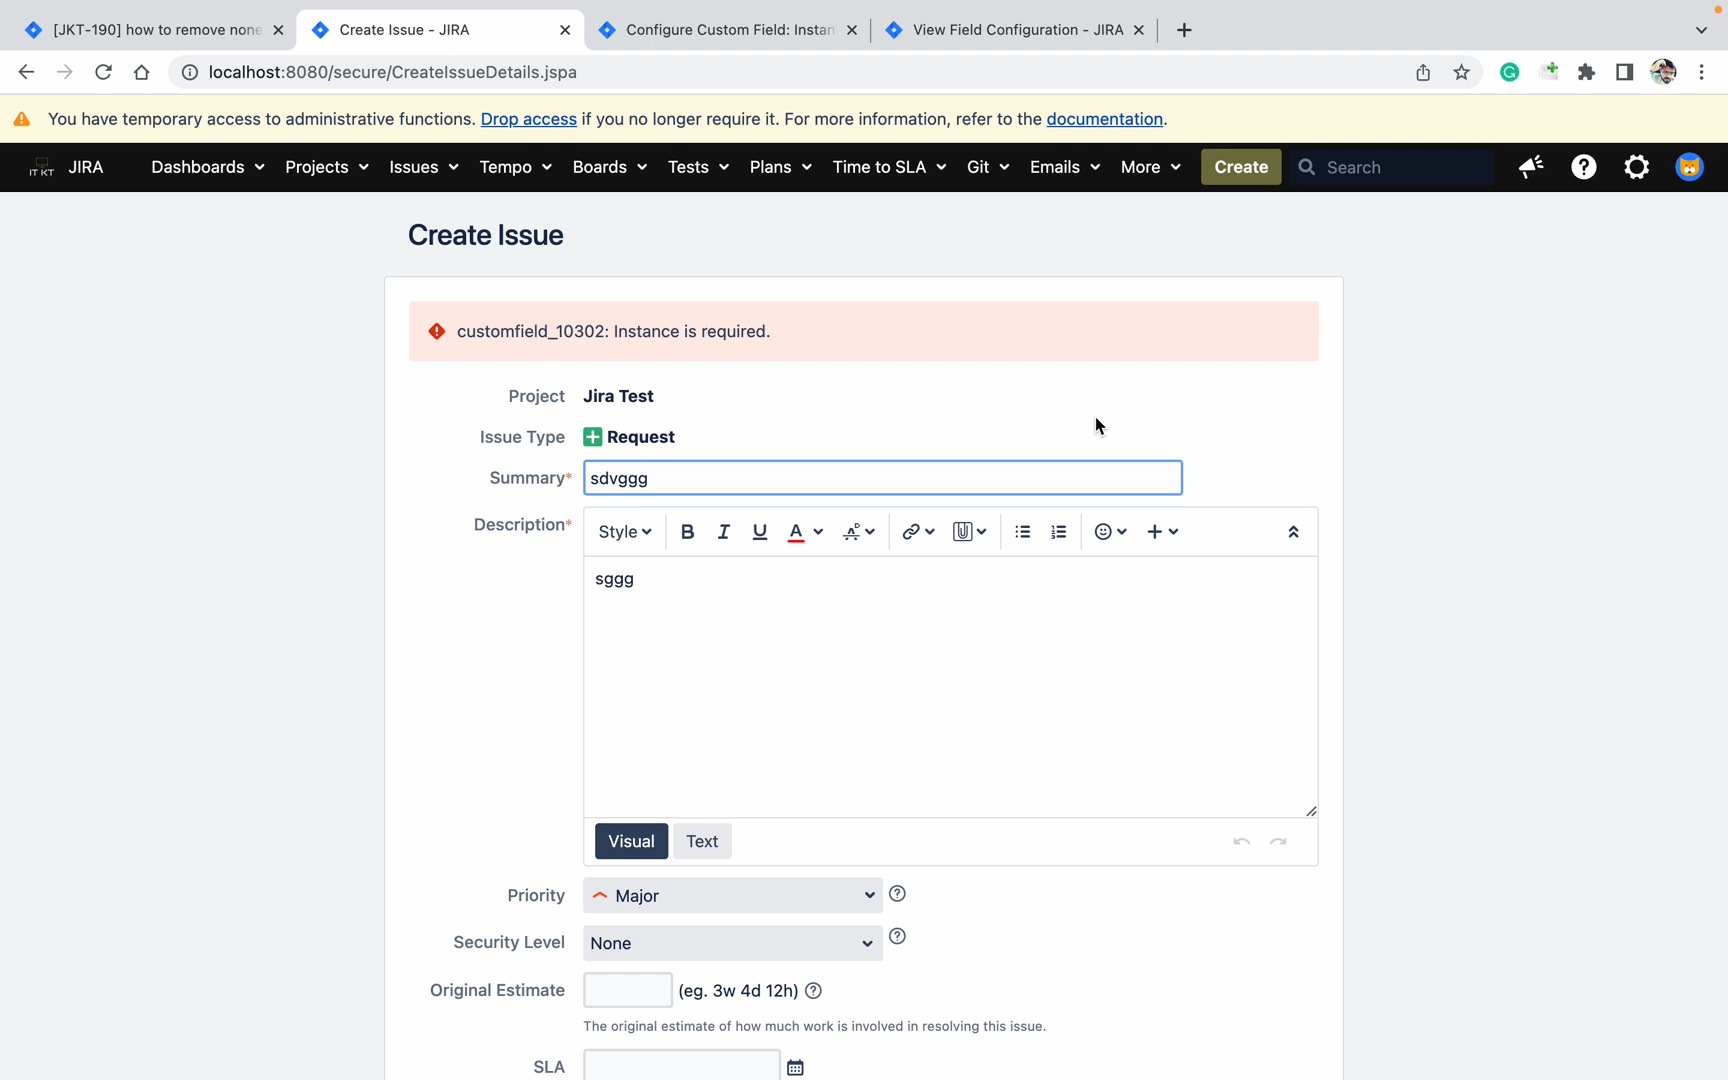 [JKT-190] how to remove none
Create Issue - JIRA
Configure Custom Field: Instan
View Field Configuration - JIRA
localhost:8080/secure/CreateIssueDetails.jspa
You have temporary access to administrative functions. Drop access if you no longer require it. For more information, refer to the documentation.
IT KT JIRA Dashboards Projects Issues Tempo Boards Tests Plans Time to SLA Git Emails More Create Search
Create Issue
customfield_10302: Instance is required.
Project Jira Test
Issue Type Request
Summary* sdvggg
Description* Style B I U A
sggg
Visual Text
Priority Major
Security Level None
Original Estimate (eg. 3w 4d 12h)
The original estimate of how much work is involved in resolving this issue.
SLA